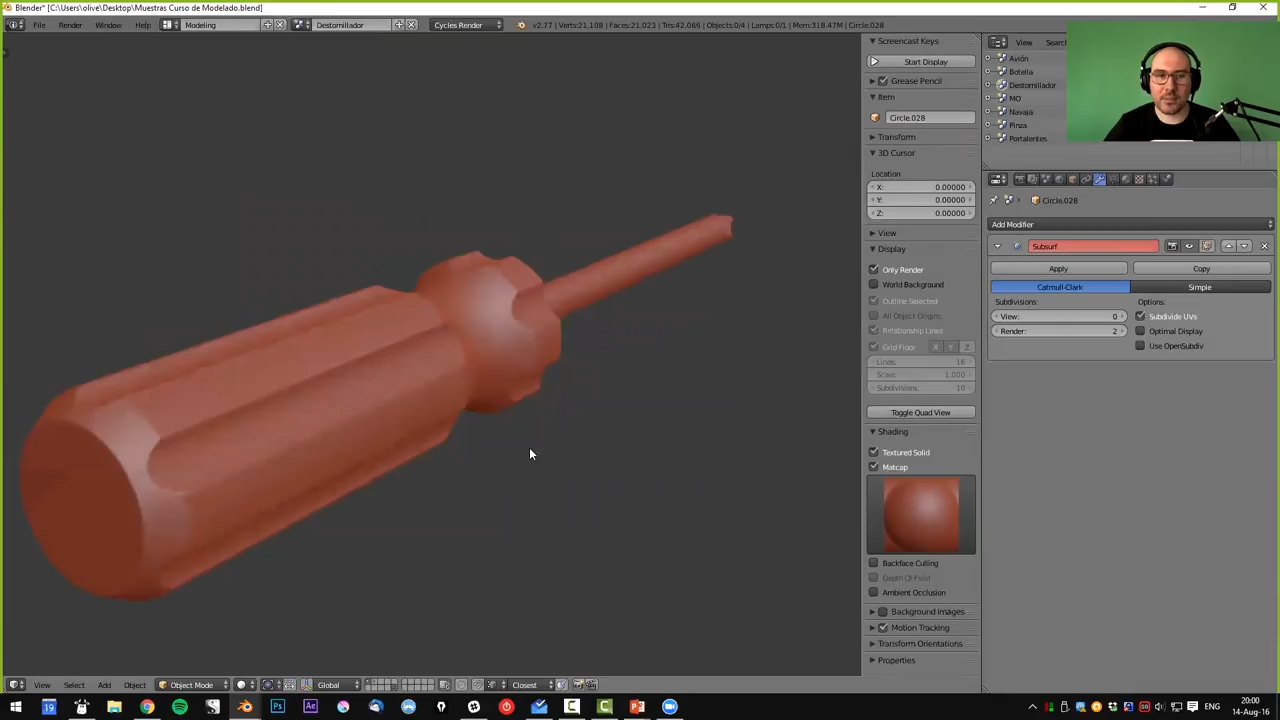 Blender* [C:\Users\olive\Desktop\Muestras Curso de Modelado.blend]
File Render Window Help Modeling Destornillador Cycles Render v2.77 | Verts:21,108 | Faces:21,023 | Tris:42,066 | Objects:0/4 | Lamps:0/1 | Mem:318.47M | Circle.028
Screencast Keys
Start Display
Grease Pencil
Item
Circle.028
Transform
3D Cursor
Location
X: 0.00000
Y: 0.00000
Z: 0.00000
View
Display
Only Render
World Background
Outline Selected
All Object Origins
Relationship Lines
Grid Floor X Y Z
Lines: 16
Scale: 1.000
Subdivisions: 10
Toggle Quad View
Shading
Textured Solid
Matcap
Backface Culling
Depth Of Field
Ambient Occlusion
Background Images
Motion Tracking
Transform Orientations
Properties
View Search
Avión
Botella
Destornillador
MO
Navaja
Pinza
Portalentes
Circle.028
Add Modifier
Subsurf
Apply Copy
Catmull-Clark Simple
Subdivisions: Options:
View: 0 Subdivide UVs
Render: 2 Optimal Display
Use OpenSubdiv
View Select Add Object Object Mode Global Closest
19 Ps Ae ENG
20:00
14-Aug-16